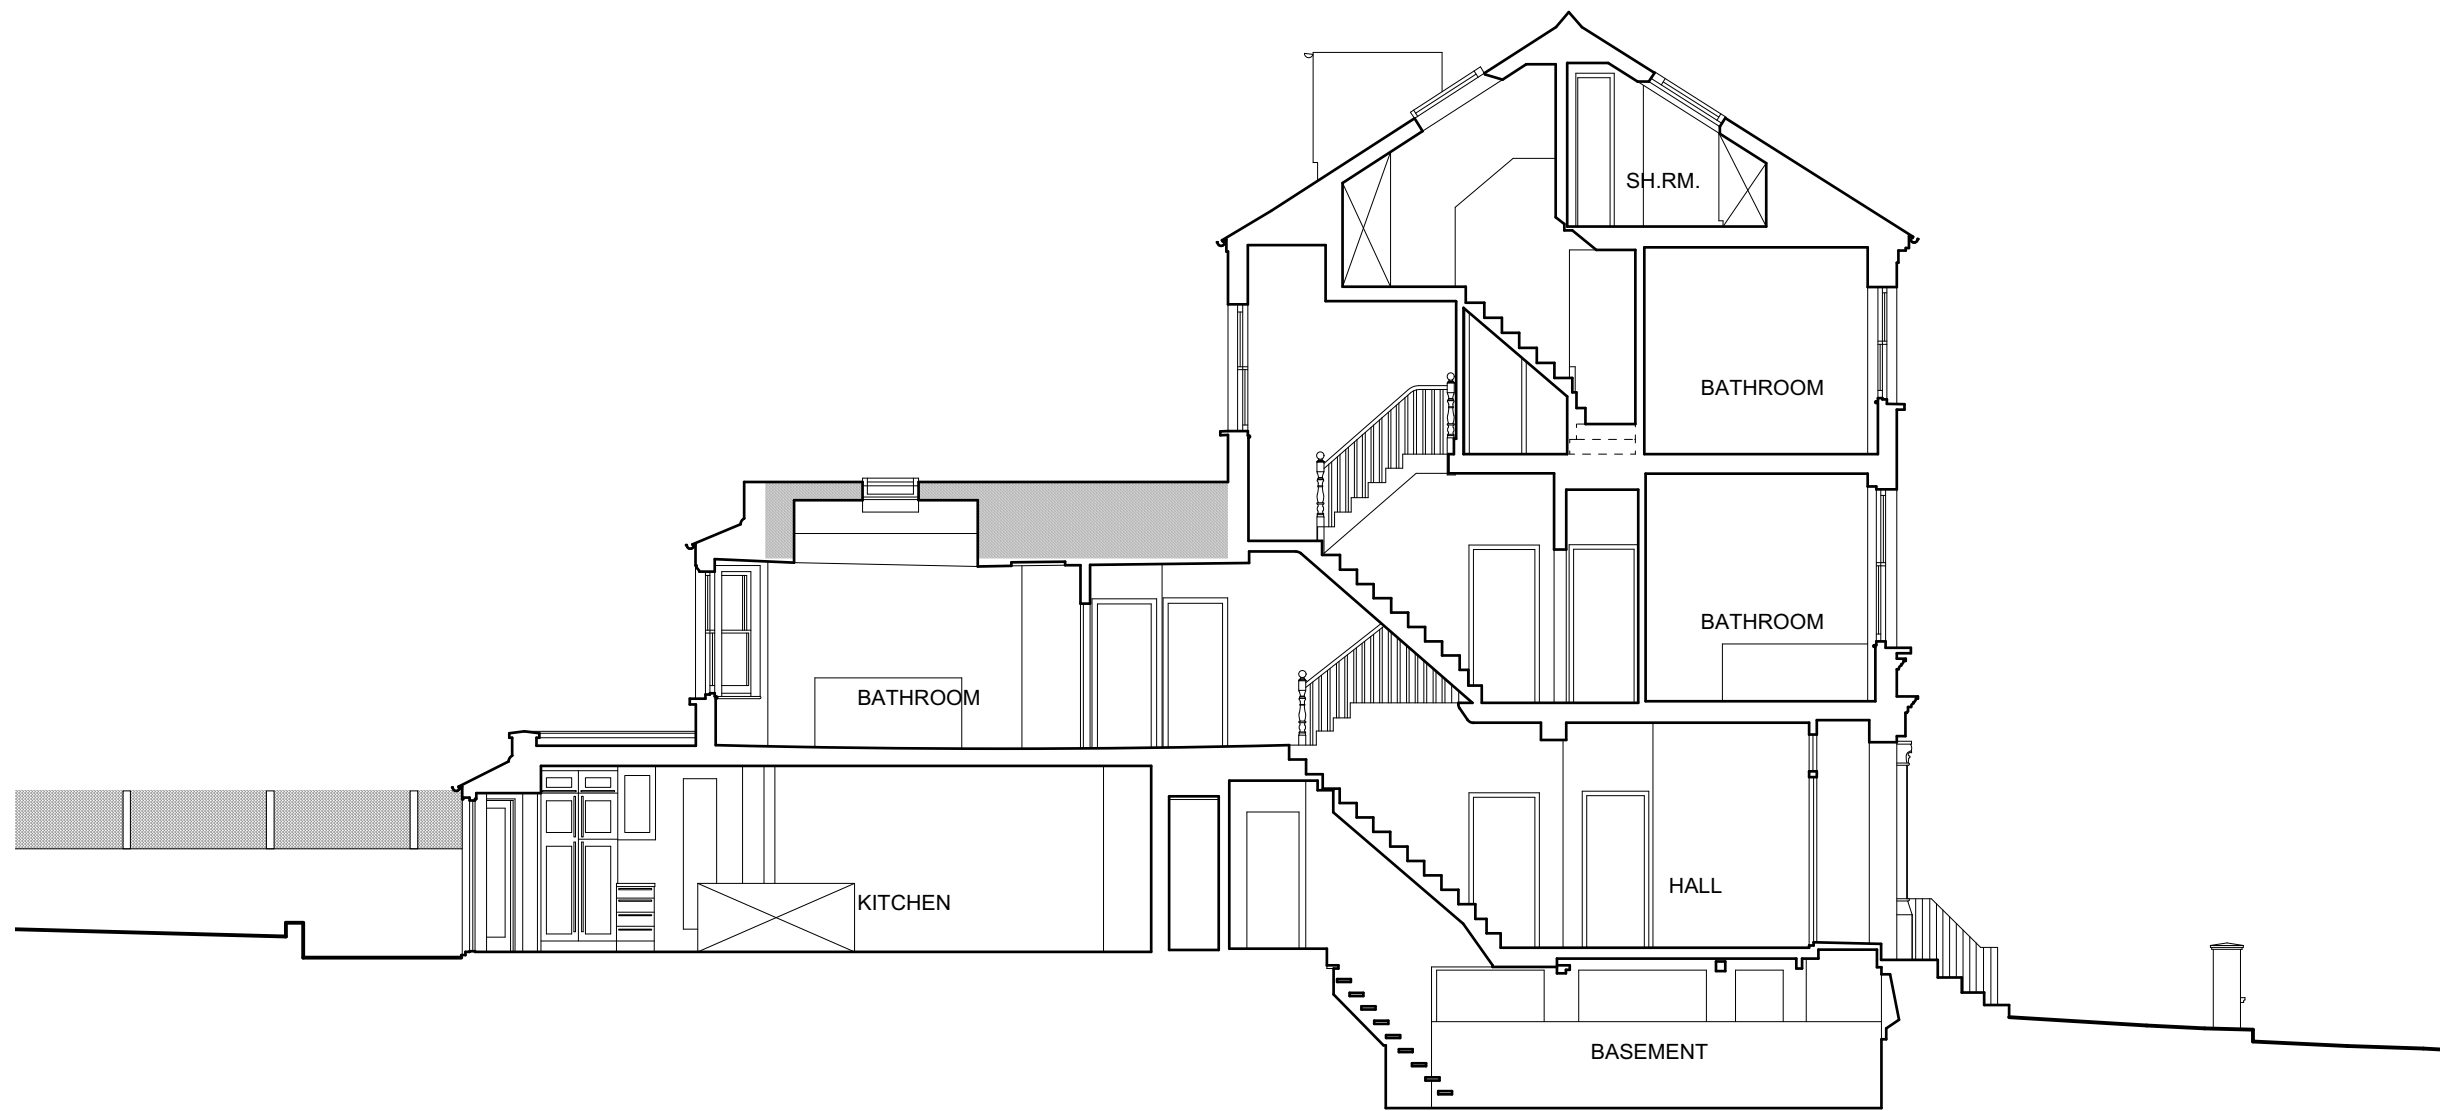 SH.RM.
BATHROOM
BATHROOM
BATHROOM
HALL
KITCHEN
BASEMENT